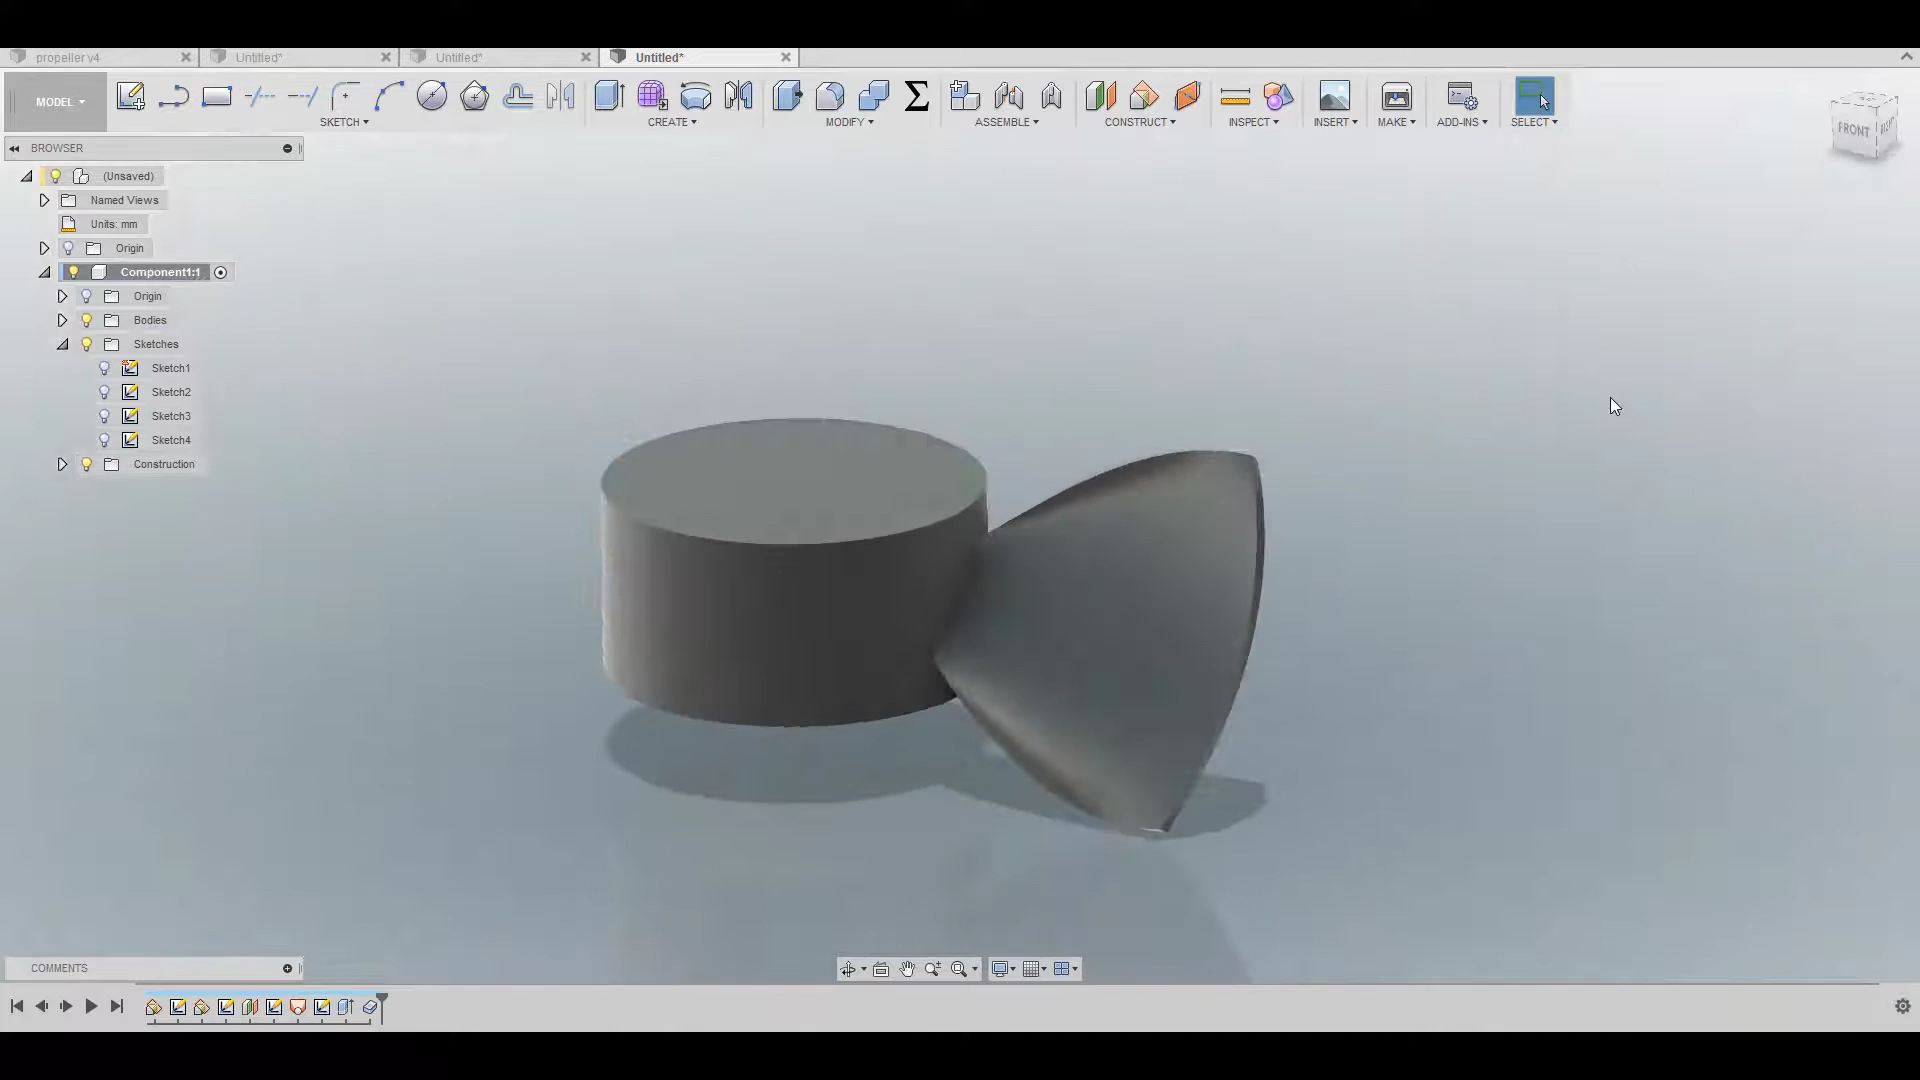 propeller v4 Untitled* Untitled* Untitled*
MODEL SKETCH CREATE MODIFY ASSEMBLE CONSTRUCT INSPECT INSERT MAKE ADD-INS SELECT
FRONT RIGHT
BROWSER
(Unsaved)
Named Views
Units: mm
Origin
Component1:1
Origin
Bodies
Sketches
Sketch1
Sketch2
Sketch3
Sketch4
Construction
COMMENTS